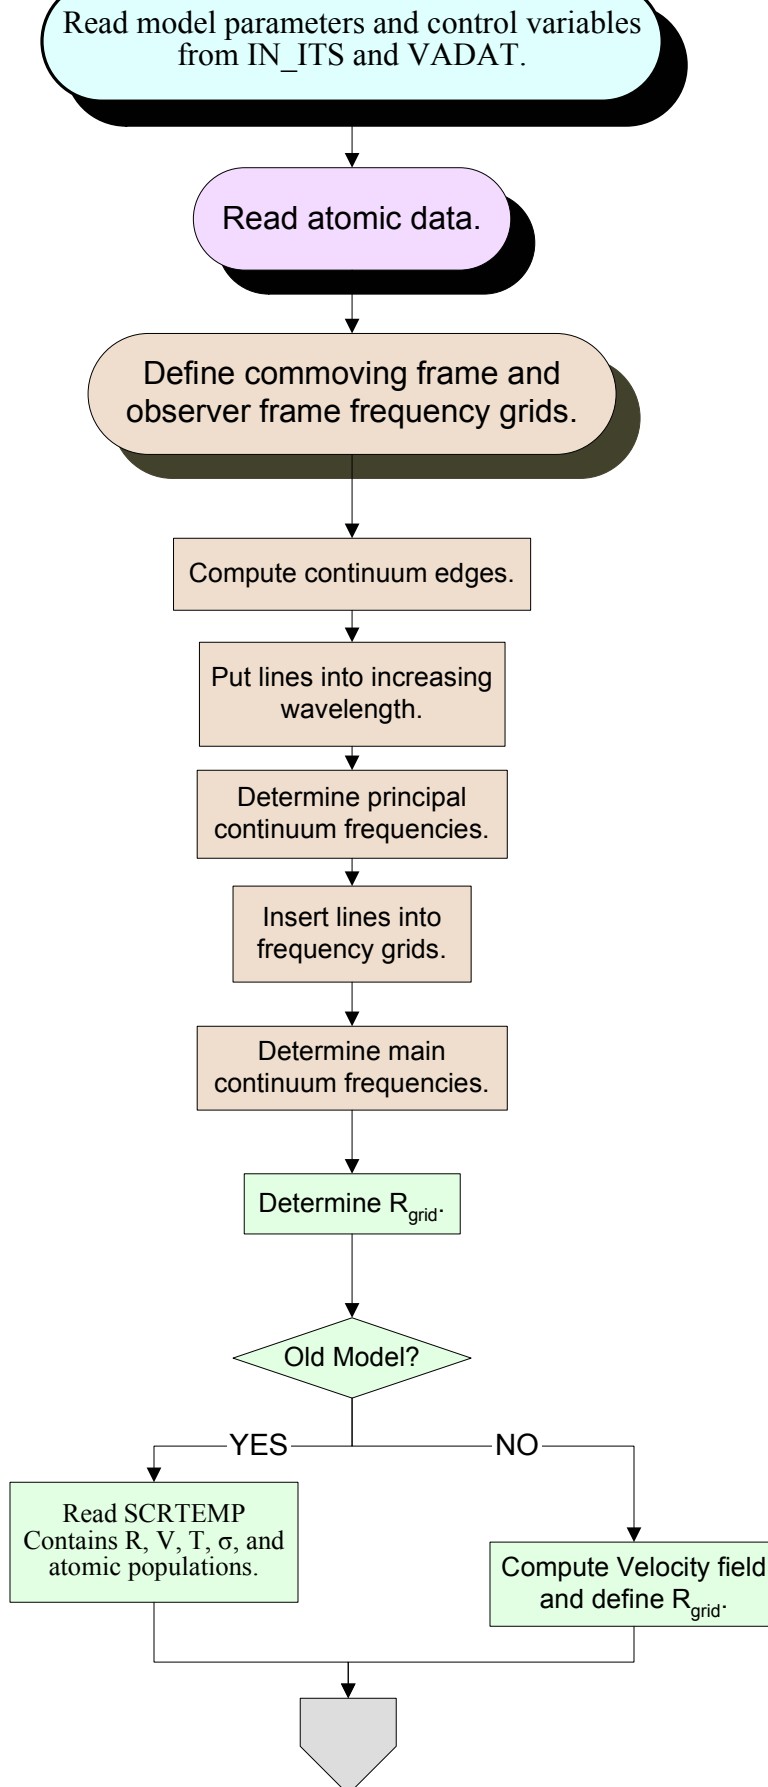 Read model parameters and control variables
from IN_ITS and VADAT.
Read atomic data.
Define commoving frame and
observer frame frequency grids.
Compute continuum edges.
Put lines into increasing
wavelength.
Determine principal
continuum frequencies.
Insert lines into
frequency grids.
Determine main
continuum frequencies.
Determine Rgrid.
Old Model?
YES
NO
Read SCRTEMP
Contains R, V, T, σ, and
atomic populations.
Compute Velocity field
and define Rgrid.